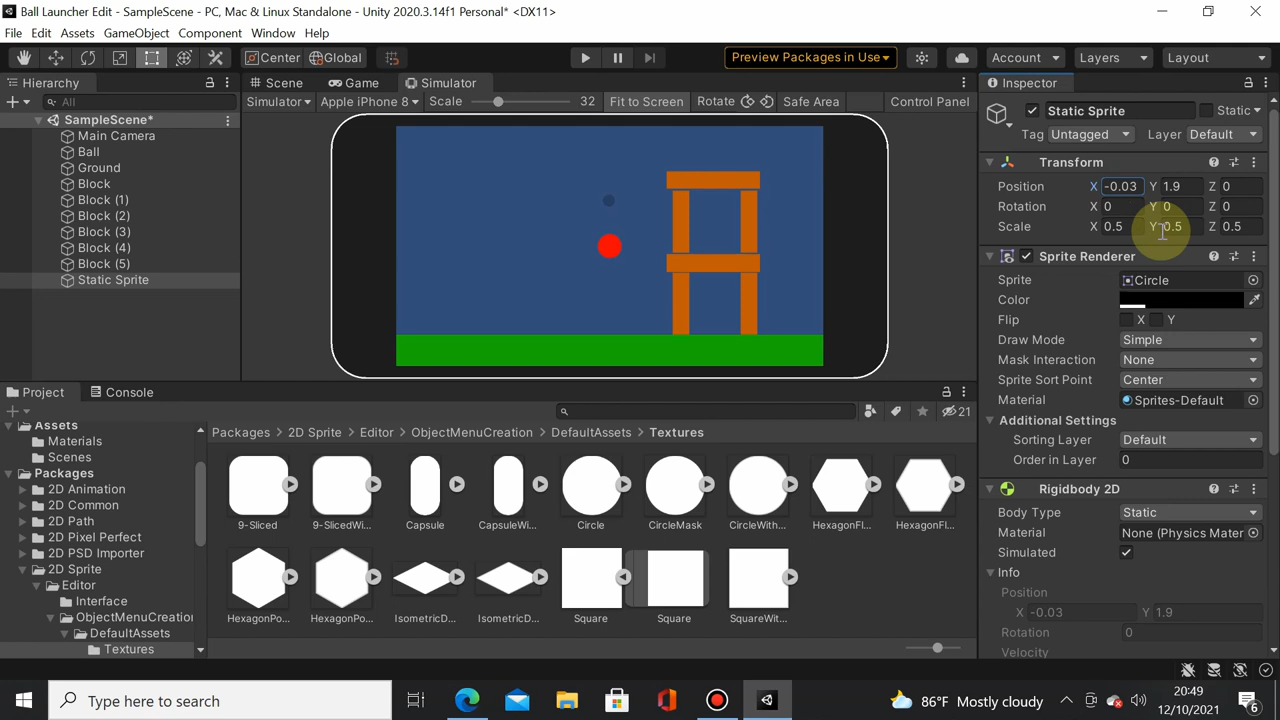 Ball Launcher Edit - SampleScene - PC, Mac & Linux Standalone - Unity 2020.3.14f1 Personal* <DX11>
File Edit Assets GameObject Component Window Help
Center Global Preview Packages in Use Account Layers Layout
Hierarchy
All
SampleScene*
Main Camera
Ball
Ground
Block
Block (1)
Block (2)
Block (3)
Block (4)
Block (5)
Static Sprite
Scene Game Simulator
Simulator Apple iPhone 8 Scale 32 Fit to Screen Rotate Safe Area Control Panel
Project Console
21
Assets
Materials
Scenes
Packages
2D Animation
2D Common
2D Path
2D Pixel Perfect
2D PSD Importer
2D Sprite
Editor
Interface
ObjectMenuCreation
DefaultAssets
Textures
Packages 2D Sprite Editor ObjectMenuCreation DefaultAssets Textures
9-Sliced 9-SlicedWi... Capsule CapsuleWi... Circle CircleMask CircleWith... HexagonFl... HexagonFl...
HexagonPo... HexagonPo... IsometricD... IsometricD... Square Square SquareWit...
Inspector
Static Sprite Static
Tag Untagged Layer Default
Transform
Position X -0.03 Y 1.9 Z 0
Rotation X 0 Y 0 Z 0
Scale X 0.5 Y 0.5 Z 0.5
Sprite Renderer
Sprite Circle
Color
Flip X Y
Draw Mode Simple
Mask Interaction None
Sprite Sort Point Center
Material Sprites-Default
Additional Settings
Sorting Layer Default
Order in Layer 0
Rigidbody 2D
Body Type Static
Material None (Physics Mater
Simulated
Info
Position
X -0.03 Y 1.9
Rotation 0
Velocity
Type here to search
86°F Mostly cloudy
20:49
12/10/2021
6